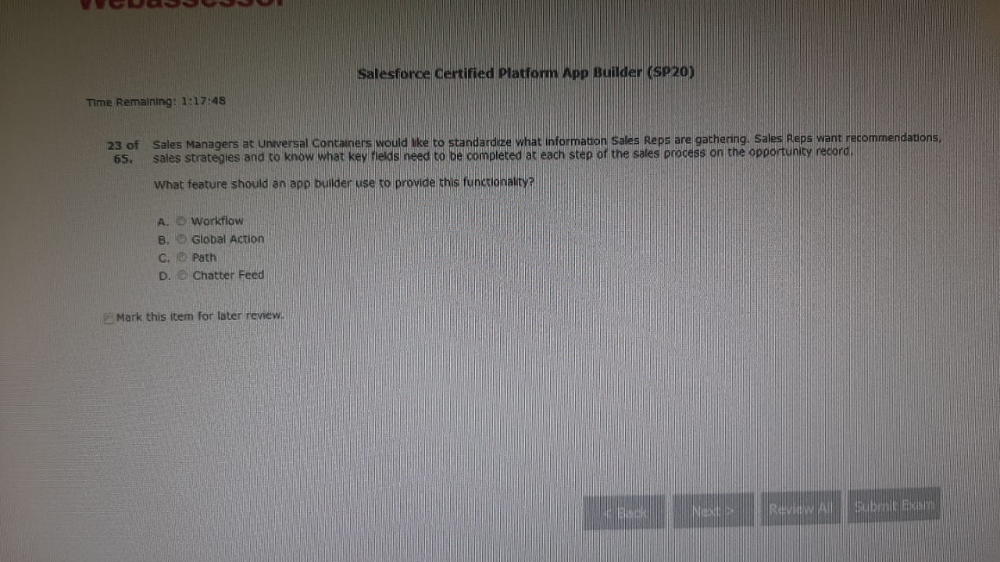 Webassessor
Salesforce Certified Platform App Builder (SP20)
Time Remaining: 1:17:48
23 of 65. Sales Managers at Universal Containers would like to standardize what information Sales Reps are gathering. Sales Reps want recommendations,
sales strategies and to know what key fields need to be completed at each step of the sales process on the opportunity record.
What feature should an app builder use to provide this functionality?
A. Workflow
B. Global Action
C. Path
D. Chatter Feed
Mark this item for later review.
< Back Next > Review All Submit Exam